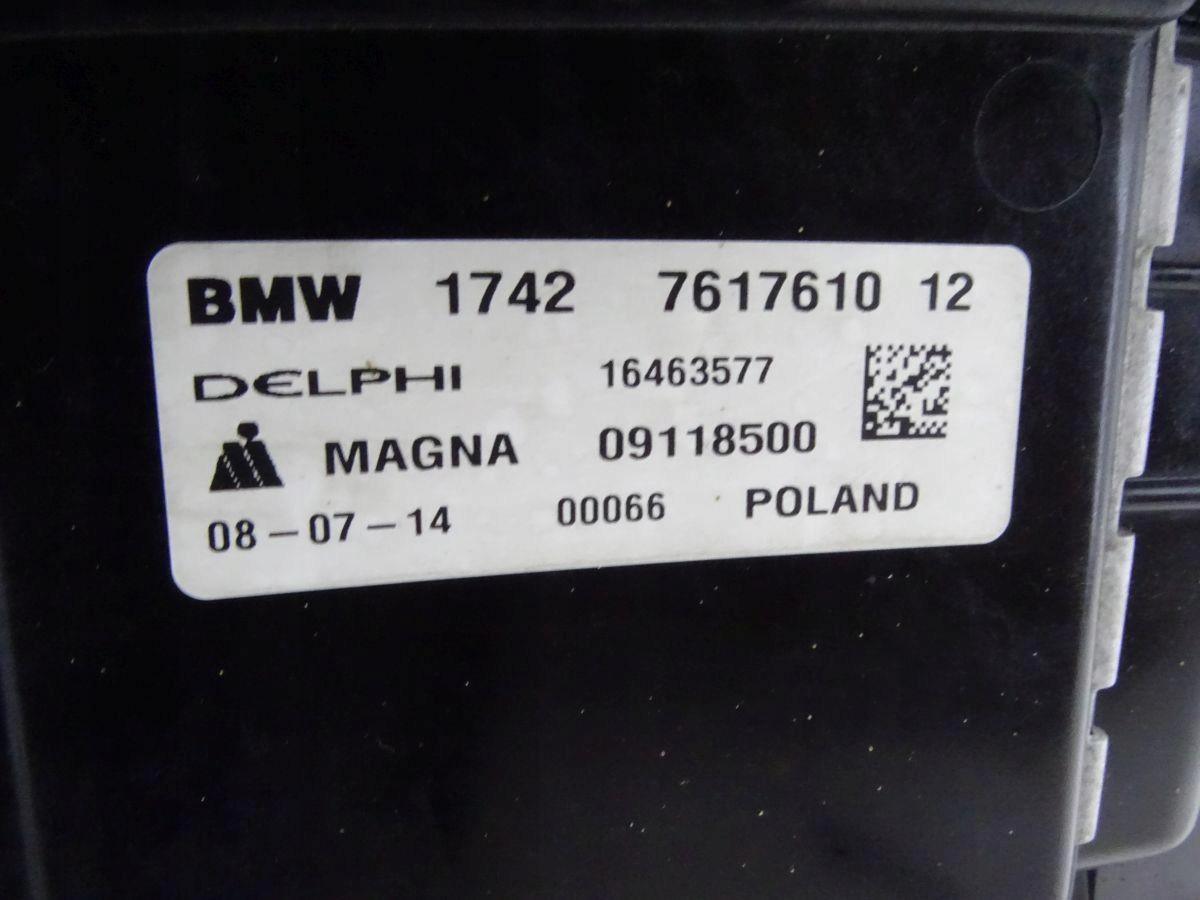 BMW 1742 7617610 12
DELPHI 16463577
MAGNA 09118500
08-07-14 00066 POLAND